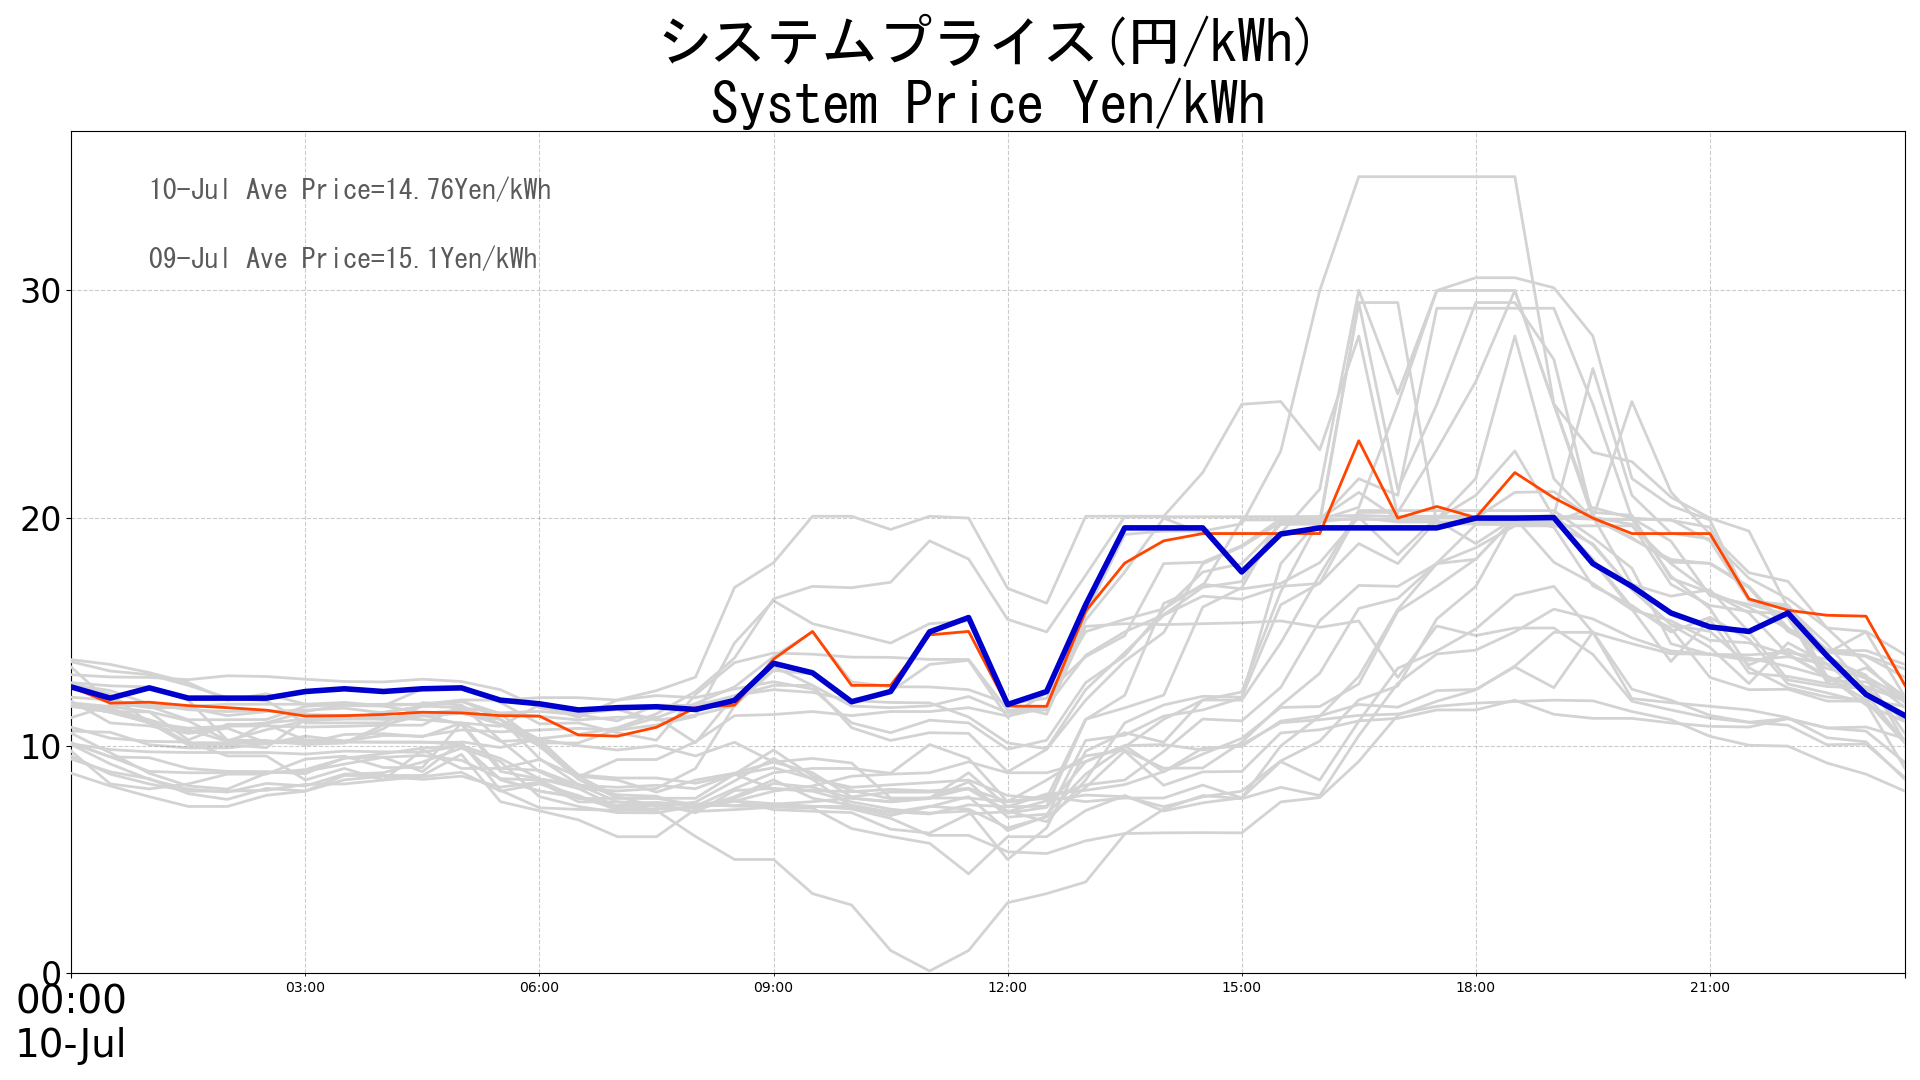 システムプライス(円/kWh)
System Price Yen/kWh
10-Jul Ave Price=14.76Yen/kWh
09-Jul Ave Price=15.1Yen/kWh
30
20
10
0
00:00 03:00 06:00 09:00 12:00 15:00 18:00 21:00
10-Jul